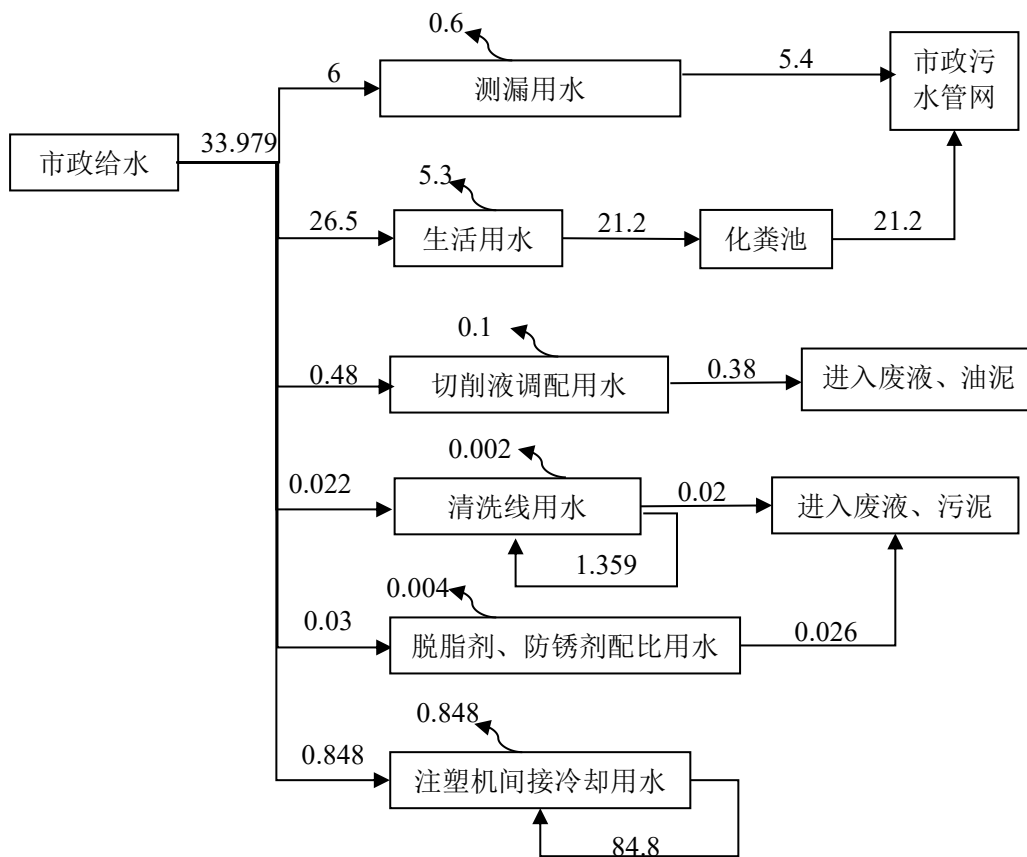 0.6
6
测漏用水
5.4
市政污
水管网
市政给水
33.979
5.3
26.5
生活用水
21.2
化粪池
21.2
0.1
0.48
切削液调配用水
0.38
进入废液、油泥
0.002
0.022
清洗线用水
0.02
进入废液、污泥
1.359
0.004
0.03
脱脂剂、防锈剂配比用水
0.026
0.848
0.848
注塑机间接冷却用水
84.8